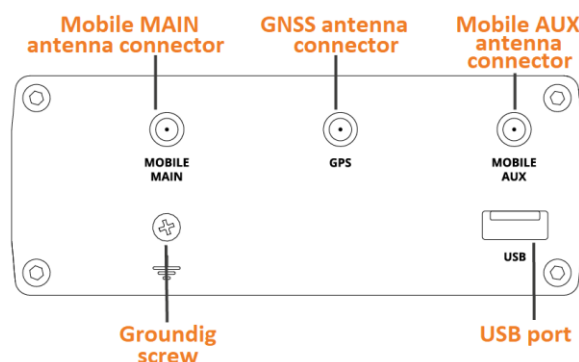 Mobile MAIN
antenna connector
GNSS antenna
connector
Mobile AUX
antenna
connector
MOBILE
MAIN
GPS
MOBILE
AUX
USB
Groundig
screw
USB port